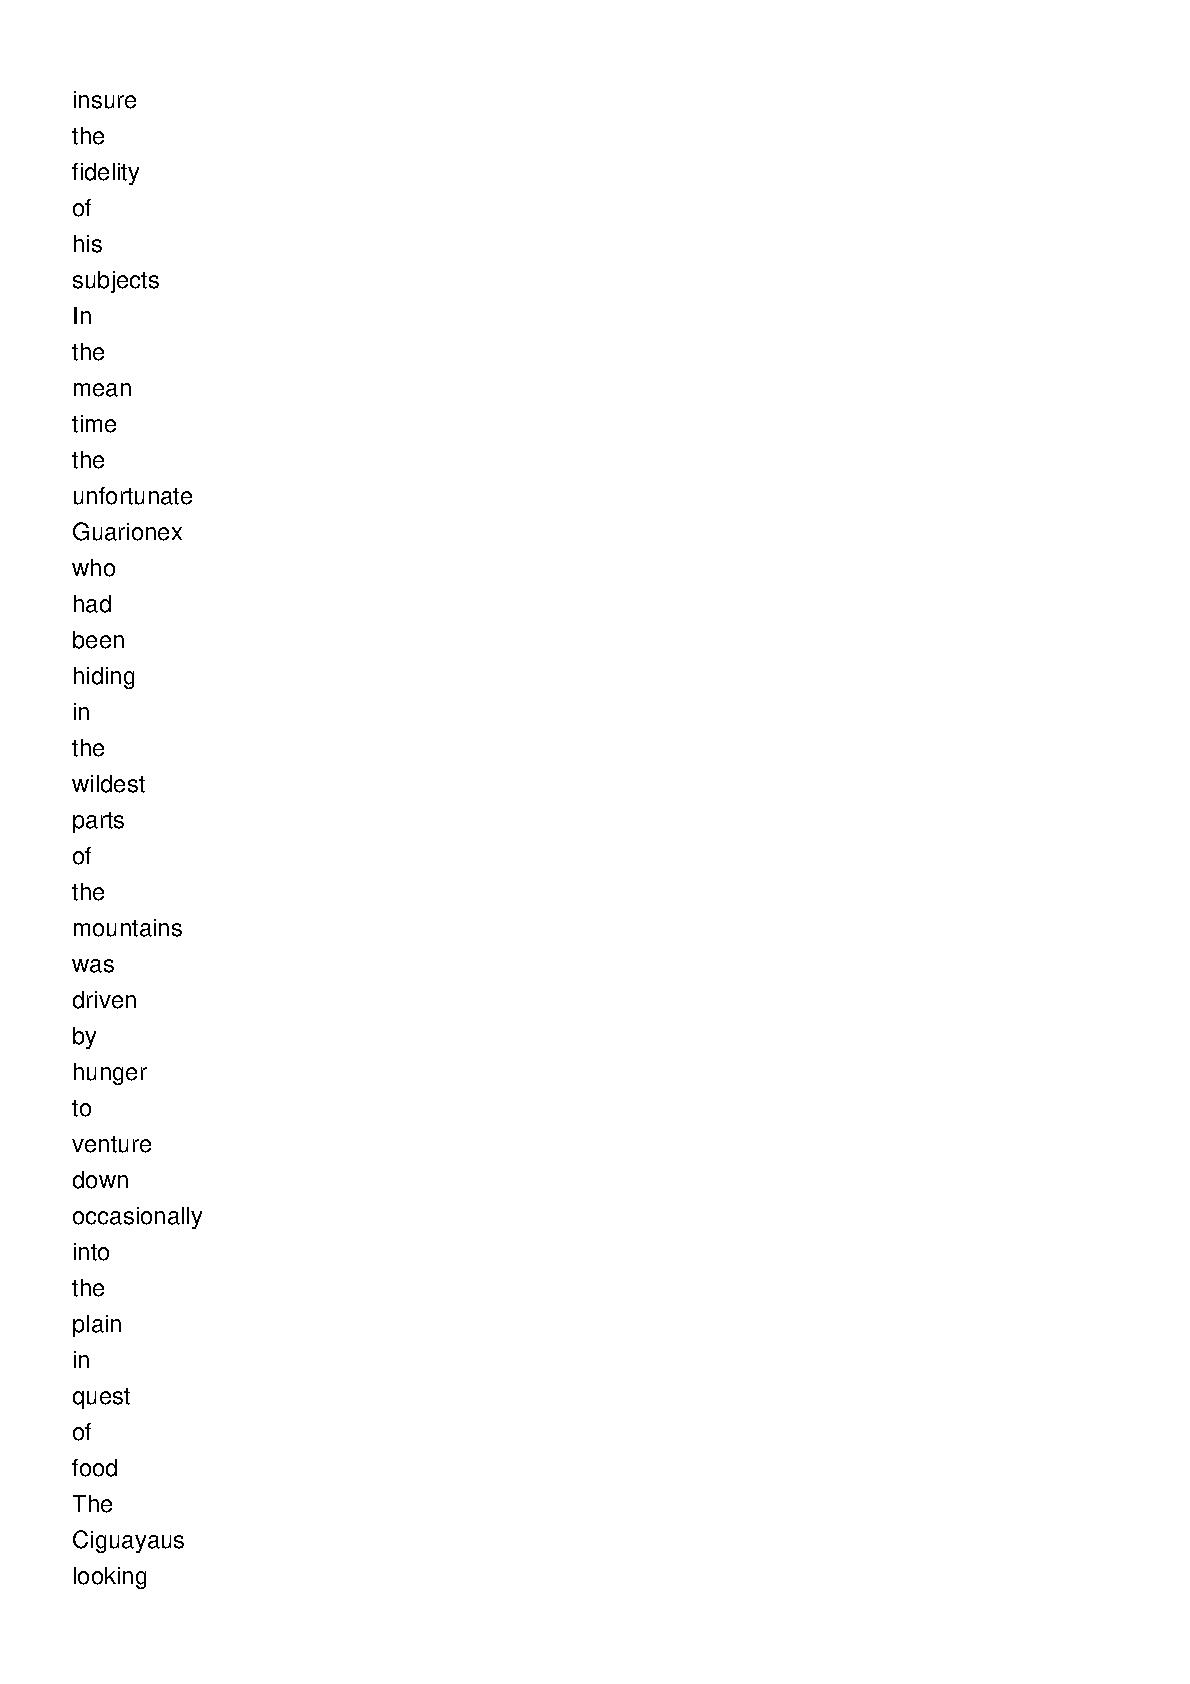 insure
the
fidelity
of
his
subjects
In
the
mean
time
the
unfortunate
Guarionex
who
had
been
hiding
in
the
wildest
parts
of
the
mountains
was
driven
by
hunger
to
venture
down
occasionally
into
the
plain
in
quest
of
food
The
Ciguayaus
looking